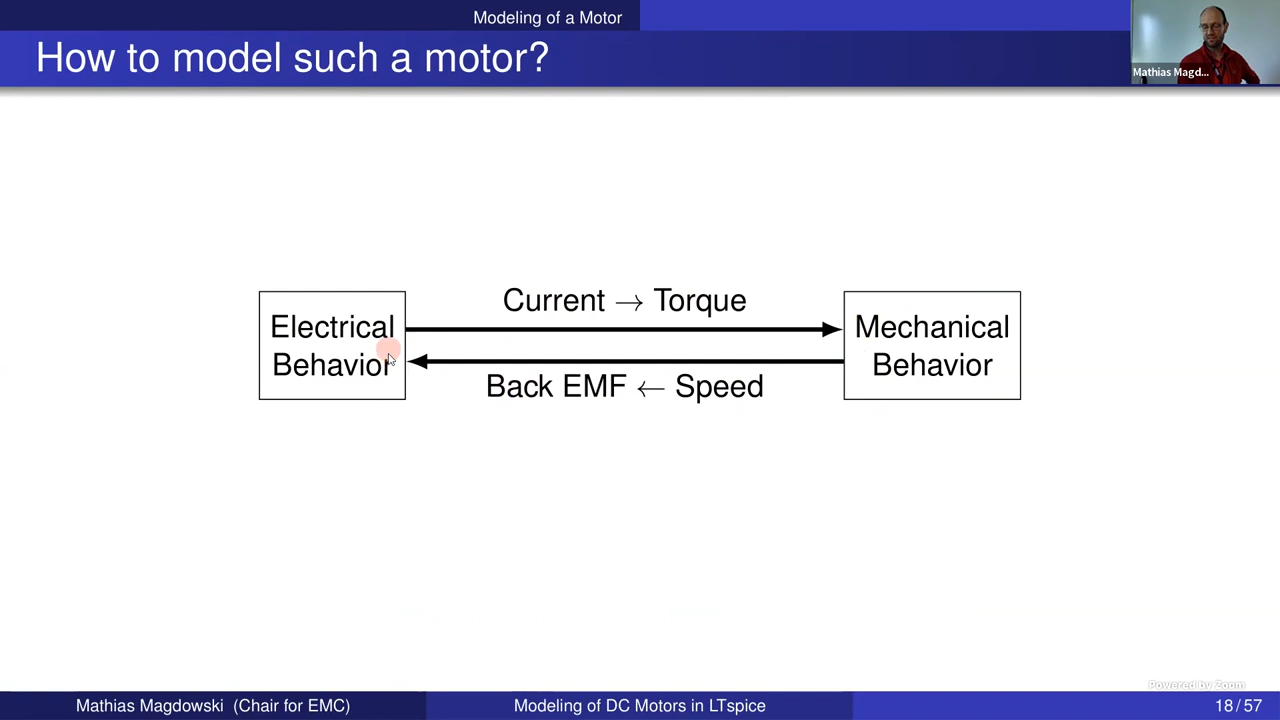 Modeling of a Motor
How to model such a motor?
Mathias Magd...
Current → Torque
Electrical
Behavior
Mechanical
Behavior
Back EMF ← Speed
Powered by Zoom
Mathias Magdowski (Chair for EMC)
Modeling of DC Motors in LTspice
18/57